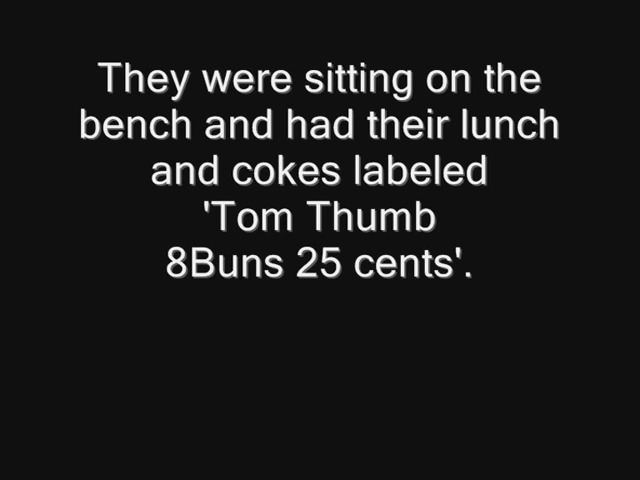 They were sitting on the
bench and had their lunch
and cokes labeled
'Tom Thumb
8Buns 25 cents'.